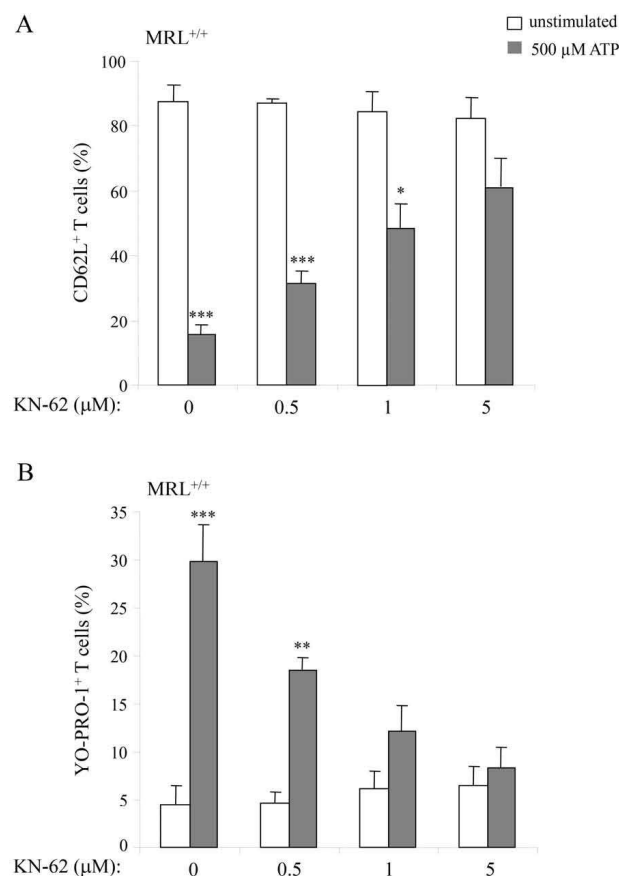 A
unstimulated
MRL+/+
500 µM ATP
100
80
60
40
20
0
CD62L+ T cells (%)
***
***
*
KN-62 (µM):
0
0.5
1
5
B
MRL+/+
35
30
25
20
15
10
5
0
YO-PRO-1+ T cells (%)
***
**
KN-62 (µM):
0
0.5
1
5